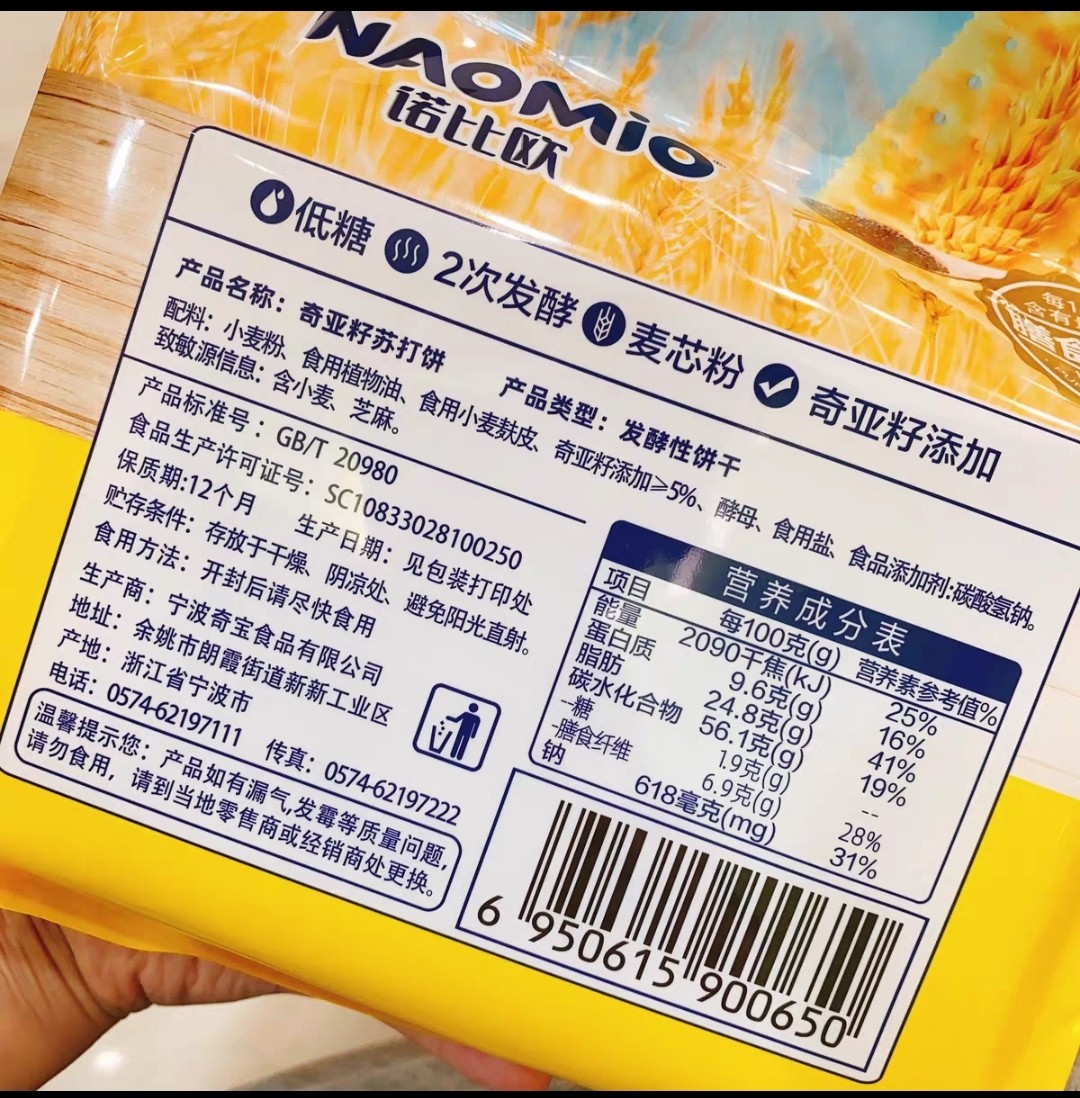 NAOMIO
诺比欧
低糖 2次发酵 麦芯粉 奇亚籽添加
产品名称：奇亚籽苏打饼 产品类型：发酵性饼干
配料：小麦粉、食用植物油、食用小麦麸皮、奇亚籽添加≥5%、酵母、食用盐、食品添加剂:碳酸氢钠。
致敏源信息：含小麦、芝麻。
产品标准号：GB/T 20980
食品生产许可证号：SC10833028100250
保质期:12个月 生产日期：见包装打印处
贮存条件：存放于干燥、阴凉处、避免阳光直射。
食用方法：开封后请尽快食用
生产商：宁波奇宝食品有限公司
地址：余姚市朗霞街道新新工业区
产地：浙江省宁波市
电话：0574-62197111 传真：0574-62197222
温馨提示您：产品如有漏气,发霉等质量问题,
请勿食用，请到当地零售商或经销商处更换。
营养成分表
项目 每100克(g) 营养素参考值%
能量 2090千焦(kJ) 25%
蛋白质 9.6克(g) 16%
脂肪 24.8克(g) 41%
碳水化合物 56.1克(g) 19%
-糖 1.9克(g) --
-膳食纤维 6.9克(g) 28%
钠 618毫克(mg) 31%
6 950615 900650
每1
含有
膳食